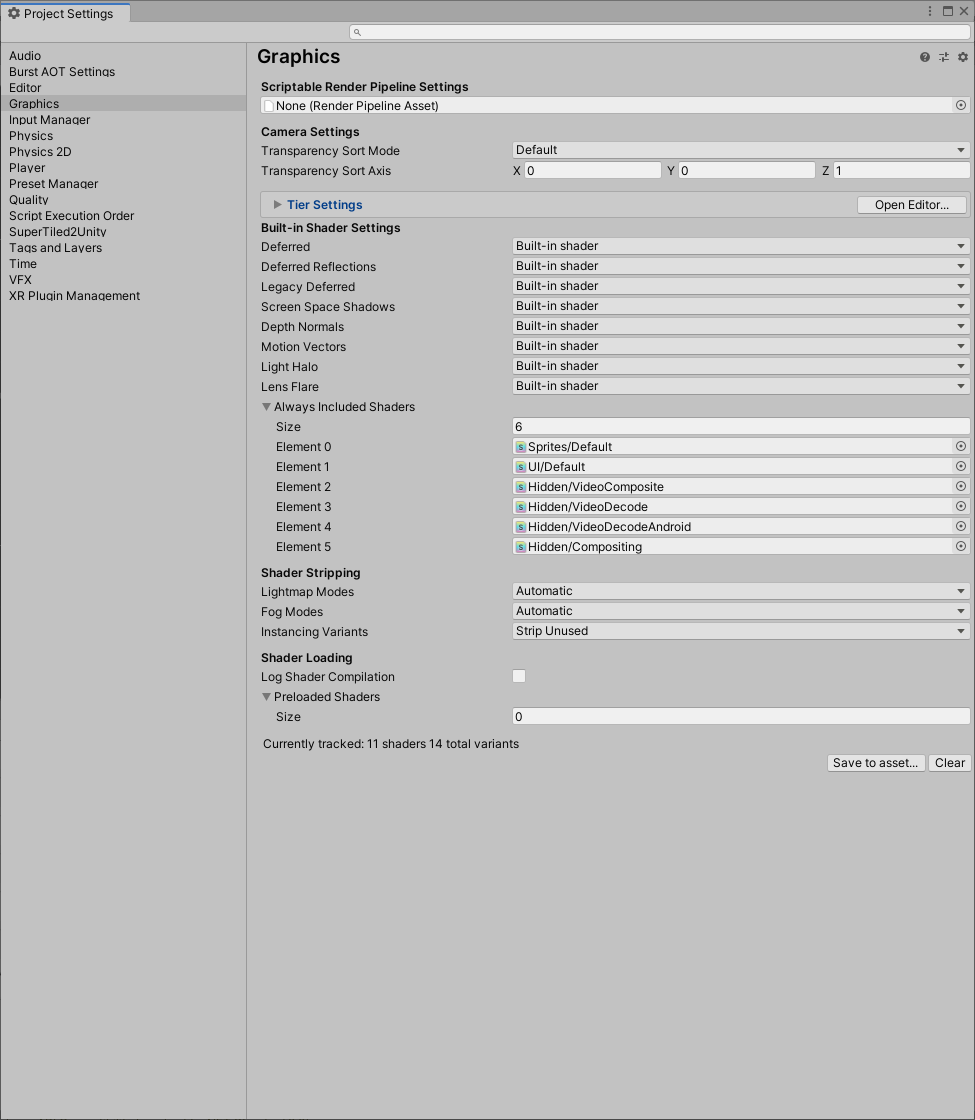 Project Settings
Audio
Burst AOT Settings
Editor
Graphics
Input Manager
Physics
Physics 2D
Player
Preset Manager
Quality
Script Execution Order
SuperTiled2Unity
Tags and Layers
Time
VFX
XR Plugin Management
Graphics
Scriptable Render Pipeline Settings
None (Render Pipeline Asset)
Camera Settings
Transparency Sort Mode Default
Transparency Sort Axis X 0 Y 0 Z 1
Tier Settings Open Editor...
Built-in Shader Settings
Deferred Built-in shader
Deferred Reflections Built-in shader
Legacy Deferred Built-in shader
Screen Space Shadows Built-in shader
Depth Normals Built-in shader
Motion Vectors Built-in shader
Light Halo Built-in shader
Lens Flare Built-in shader
Always Included Shaders
Size 6
Element 0 Sprites/Default
Element 1 UI/Default
Element 2 Hidden/VideoComposite
Element 3 Hidden/VideoDecode
Element 4 Hidden/VideoDecodeAndroid
Element 5 Hidden/Compositing
Shader Stripping
Lightmap Modes Automatic
Fog Modes Automatic
Instancing Variants Strip Unused
Shader Loading
Log Shader Compilation
Preloaded Shaders
Size 0
Currently tracked: 11 shaders 14 total variants
Save to asset... Clear